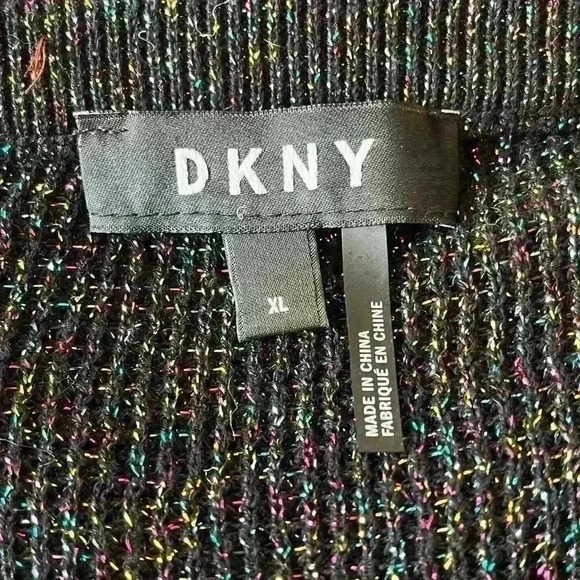 DKNY
XL
MADE IN CHINA
FABRIQUÉ EN CHINE